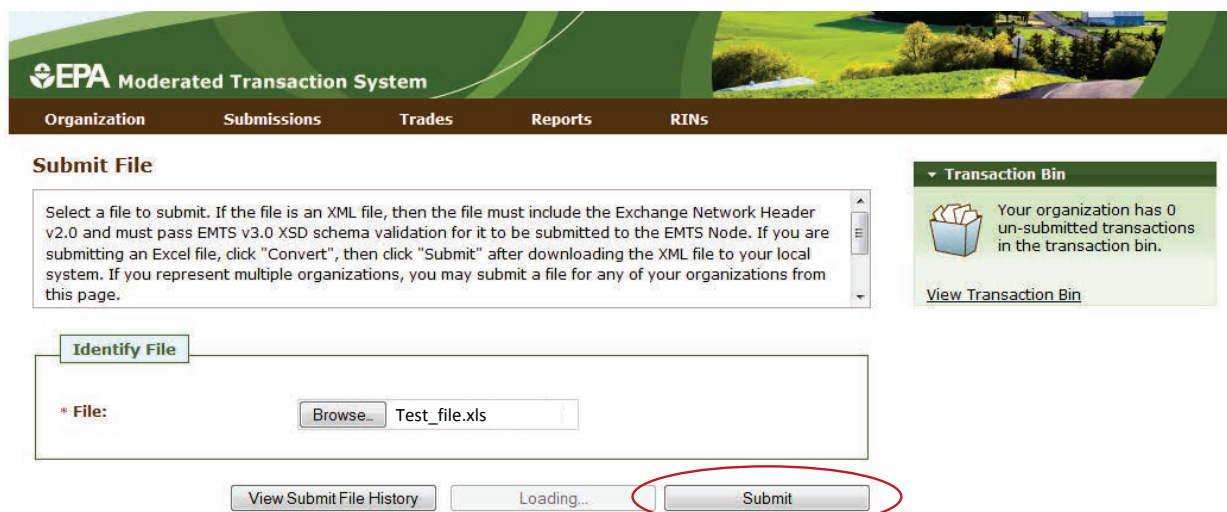 EPA Moderated Transaction System
Organization Submissions Trades Reports RINs
Submit File
Select a file to submit. If the file is an XML file, then the file must include the Exchange Network Header
v2.0 and must pass EMTS v3.0 XSD schema validation for it to be submitted to the EMTS Node. If you are
submitting an Excel file, click "Convert", then click "Submit" after downloading the XML file to your local
system. If you represent multiple organizations, you may submit a file for any of your organizations from
this page.
Transaction Bin
Your organization has 0
un-submitted transactions
in the transaction bin.
View Transaction Bin
Identify File
* File: Browse... Test_file.xls
View Submit File History Loading... Submit